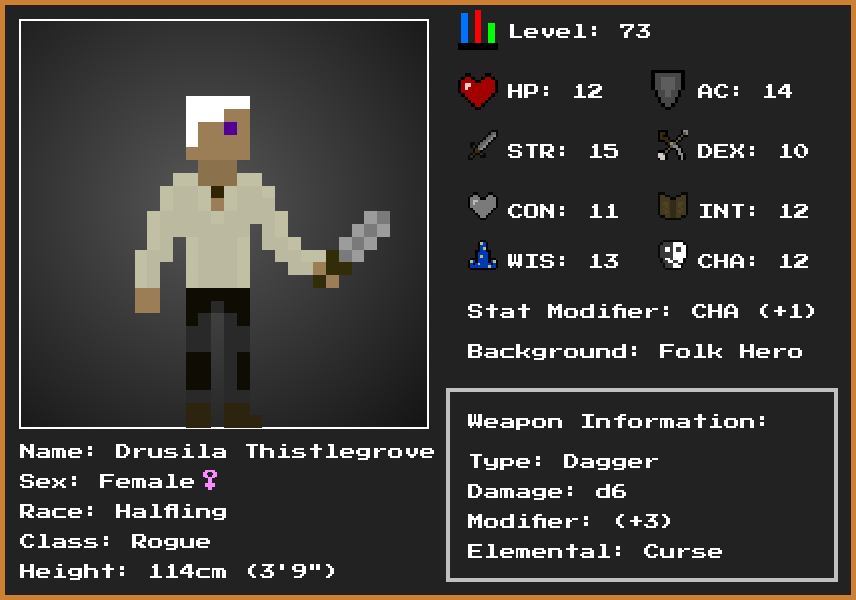 Level: 73
HP: 12
AC: 14
STR: 15
DEX: 10
CON: 11
INT: 12
WIS: 13
CHA: 12
Stat Modifier: CHA (+1)
Background: Folk Hero
Weapon Information:
Type: Dagger
Damage: d6
Modifier: (+3)
Elemental: Curse
Name: Drusila Thistlegrove
Sex: Female♀
Race: Halfling
Class: Rogue
Height: 114cm (3'9")